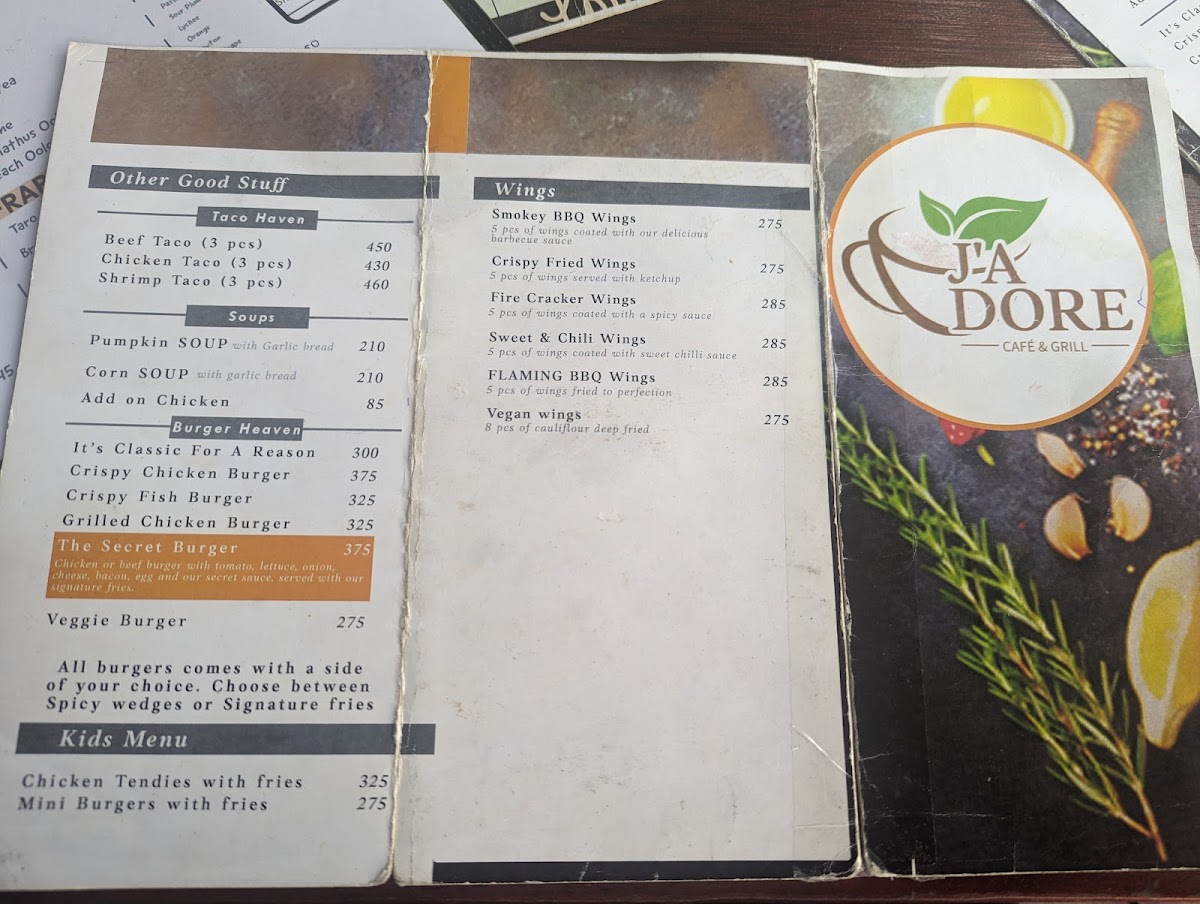 Sour Plum
Lychee
Orange
Taro
Other Good Stuff
Taco Haven
Beef Taco (3 pcs) 450
Chicken Taco (3 pcs) 430
Shrimp Taco (3 pcs) 460
Soups
Pumpkin SOUP with Garlic bread 210
Corn SOUP with garlic bread 210
Add on Chicken 85
Burger Heaven
It's Classic For A Reason 300
Crispy Chicken Burger 375
Crispy Fish Burger 325
Grilled Chicken Burger 325
The Secret Burger 375
Chicken or beef burger with tomato, lettuce, onion,
cheese, bacon, egg and our secret sauce. served with our
signature fries.
Veggie Burger 275
All burgers comes with a side
of your choice. Choose between
Spicy wedges or Signature fries
Kids Menu
Chicken Tendies with fries 325
Mini Burgers with fries 275
Wings
Smokey BBQ Wings 275
5 pcs of wings coated with our delicious
barbecue sauce
Crispy Fried Wings 275
5 pcs of wings served with ketchup
Fire Cracker Wings 285
5 pcs of wings coated with a spicy sauce
Sweet & Chili Wings 285
5 pcs of wings coated with sweet chilli sauce
FLAMING BBQ Wings 285
5 pcs of wings fried to perfection
Vegan wings 275
8 pcs of cauliflour deep fried
J'A
DORE
CAFÉ & GRILL
It's Cla
Crisp